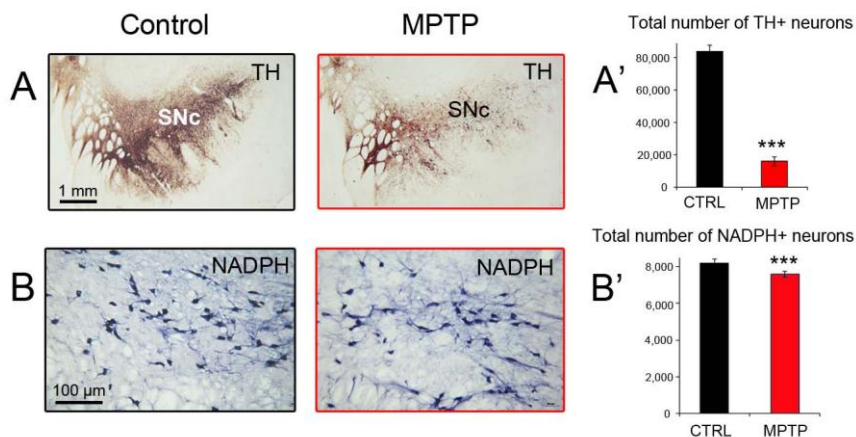 Control
MPTP
A
TH
SNc
1 mm
TH
SNc
A'
Total number of TH+ neurons
80,000
60,000
40,000
20,000
0
***
CTRL
MPTP
B
NADPH
100 µm
NADPH
B'
Total number of NADPH+ neurons
8,000
6,000
4,000
2,000
0
***
CTRL
MPTP